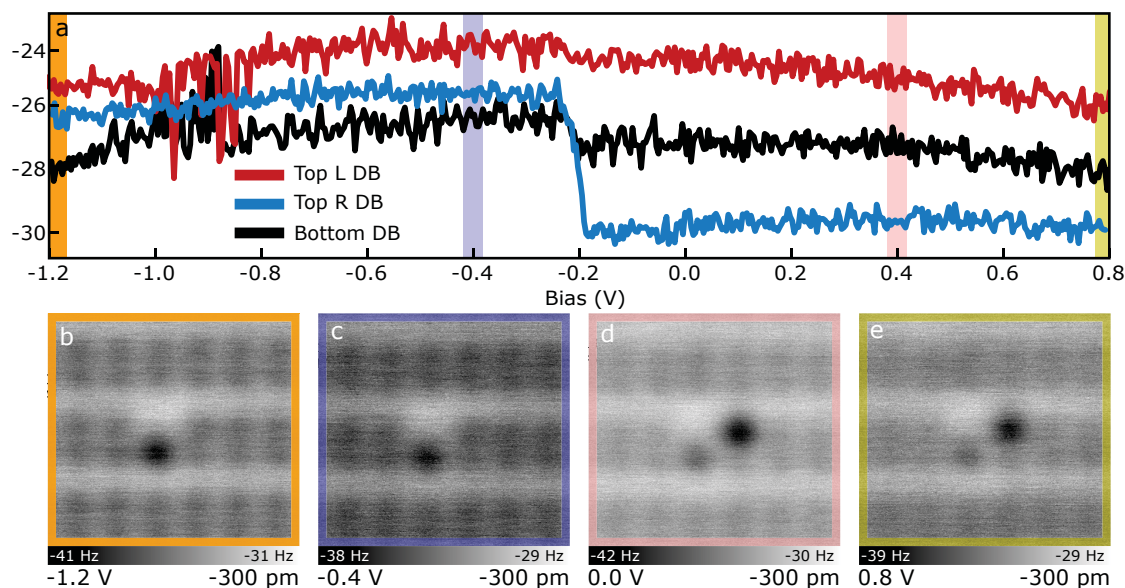 a
-24
-26
-28
-30
Top L DB
Top R DB
Bottom DB
-1.2 -1.0 -0.8 -0.6 -0.4 -0.2 0.0 0.2 0.4 0.6 0.8
Bias (V)
b c d e
-41 Hz -31 Hz -38 Hz -29 Hz -42 Hz -30 Hz -39 Hz -29 Hz
-1.2 V -300 pm -0.4 V -300 pm 0.0 V -300 pm 0.8 V -300 pm